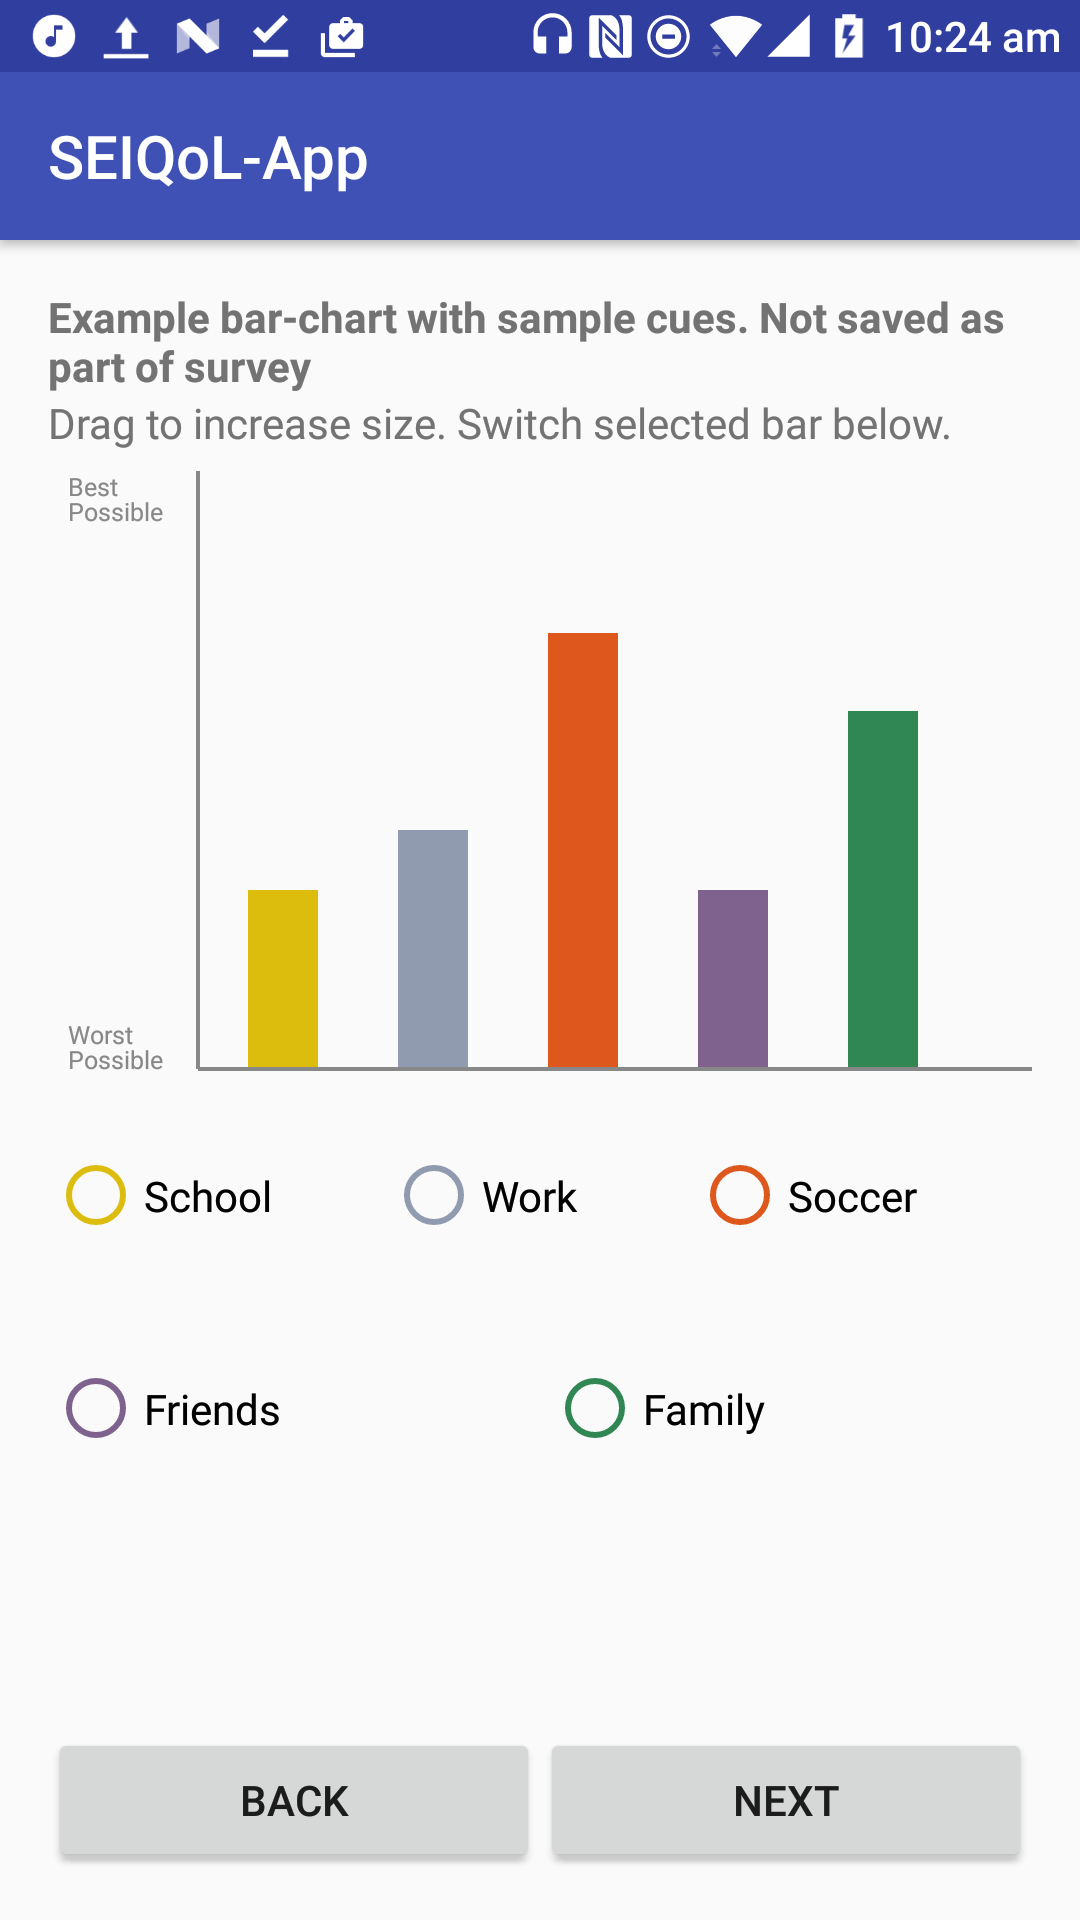 10:24 am
SEIQoL-App
Example bar-chart with sample cues. Not saved as
part of survey
Drag to increase size. Switch selected bar below.
Best
Possible
Worst
Possible
School Work Soccer
Friends Family
BACK NEXT